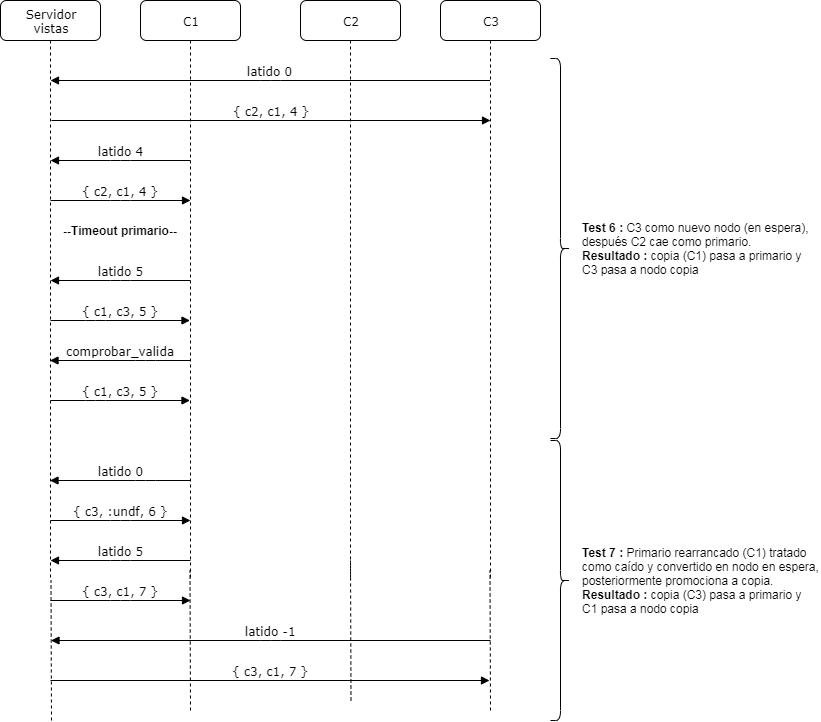 Servidor
vistas
C1
C2
C3
latido 0
{ c2, c1, 4 }
latido 4
{ c2, c1, 4 }
--Timeout primario--
latido 5
{ c1, c3, 5 }
comprobar_valida
{ c1, c3, 5 }
Test 6 : C3 como nuevo nodo (en espera),
después C2 cae como primario.
Resultado : copia (C1) pasa a primario y
C3 pasa a nodo copia
latido 0
{ c3, :undf, 6 }
latido 5
{ c3, c1, 7 }
latido -1
{ c3, c1, 7 }
Test 7 : Primario rearrancado (C1) tratado
como caído y convertido en nodo en espera,
posteriormente promociona a copia.
Resultado : copia (C3) pasa a primario y
C1 pasa a nodo copia